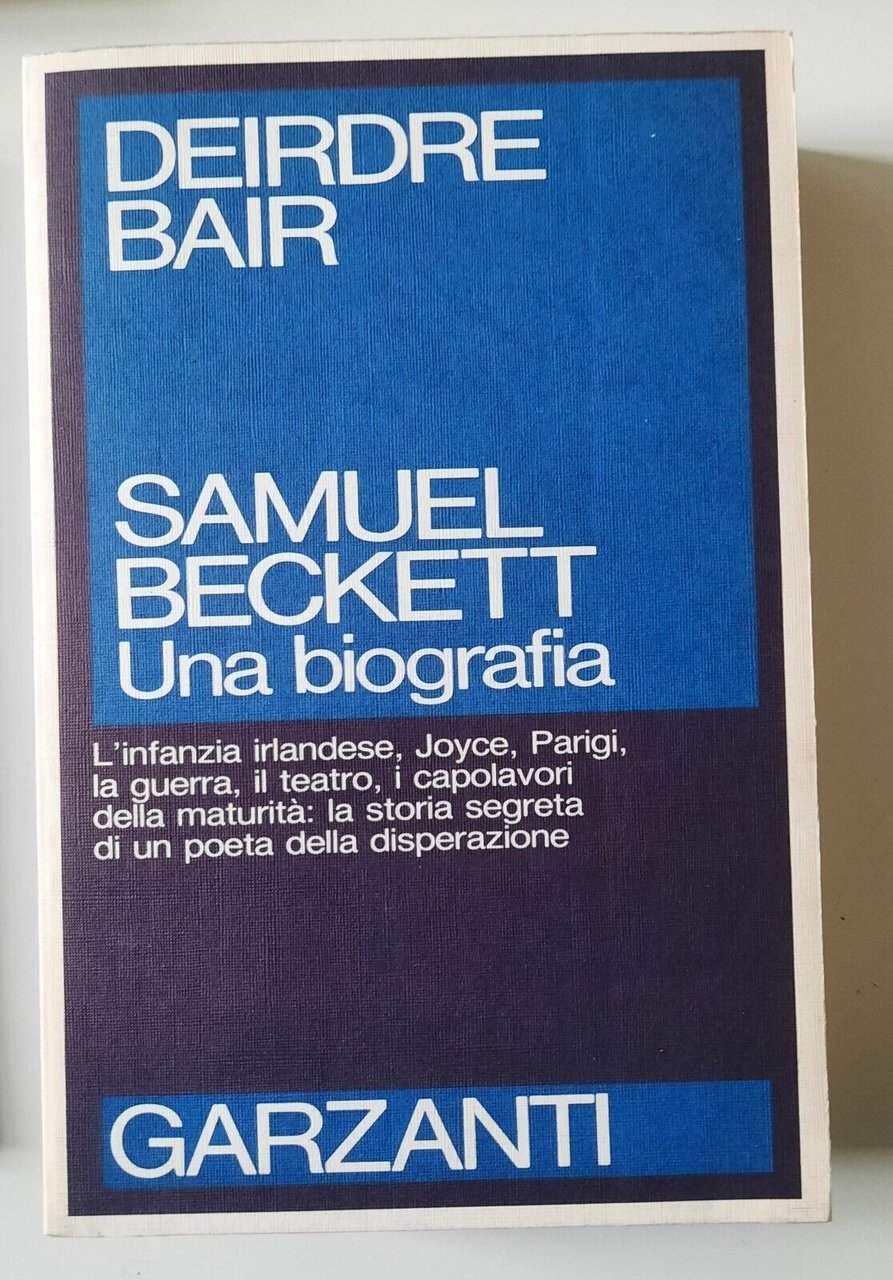 DEIRDRE
BAIR
SAMUEL
BECKETT
Una biografia
L'infanzia irlandese, Joyce, Parigi,
la guerra, il teatro, i capolavori
della maturità: la storia segreta
di un poeta della disperazione
GARZANTI